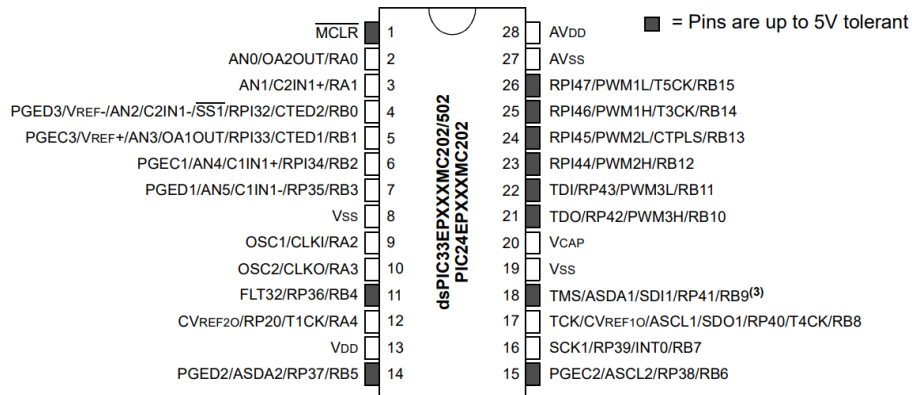 MCLR 1 28 AVDD = Pins are up to 5V tolerant
AN0/OA2OUT/RA0 2 27 AVSS
AN1/C2IN1+/RA1 3 26 RPI47/PWM1L/T5CK/RB15
PGED3/VREF-/AN2/C2IN1-/SS1/RPI32/CTED2/RB0 4 25 RPI46/PWM1H/T3CK/RB14
PGEC3/VREF+/AN3/OA1OUT/RPI33/CTED1/RB1 5 24 RPI45/PWM2L/CTPLS/RB13
PGEC1/AN4/C1IN1+/RPI34/RB2 6 23 RPI44/PWM2H/RB12
PGED1/AN5/C1IN1-/RP35/RB3 7 22 TDI/RP43/PWM3L/RB11
VSS 8 21 TDO/RP42/PWM3H/RB10
OSC1/CLKI/RA2 9 20 VCAP
OSC2/CLKO/RA3 10 19 VSS
FLT32/RP36/RB4 11 18 TMS/ASDA1/SDI1/RP41/RB9(3)
CVREF2O/RP20/T1CK/RA4 12 17 TCK/CVREF1O/ASCL1/SDO1/RP40/T4CK/RB8
VDD 13 16 SCK1/RP39/INT0/RB7
PGED2/ASDA2/RP37/RB5 14 15 PGEC2/ASCL2/RP38/RB6
dsPIC33EPXXXMC202/502
PIC24EPXXXMC202